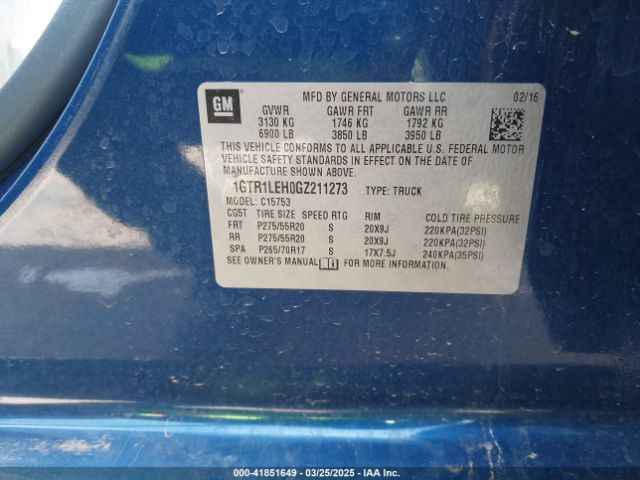 GM
MFD BY GENERAL MOTORS LLC 02/16
GVWR GAWR FRT GAWR RR
3130 KG 1746 KG 1792 KG
6900 LB 3850 LB 3950 LB
THIS VEHICLE CONFORMS TO ALL APPLICABLE U.S. FEDERAL MOTOR
VEHICLE SAFETY STANDARDS IN EFFECT ON THE DATE OF
MANUFACTURE SHOWN ABOVE.
1GTR1LEH0GZ211273 TYPE: TRUCK
MODEL: C15753
CG5T TIRE SIZE SPEED RTG RIM COLD TIRE PRESSURE
FRT P275/55R20 S 20X9J 220KPA(32PSI)
RR P275/55R20 S 20X9J 220KPA(32PSI)
SPA P265/70R17 S 17X7.5J 240KPA(35PSI)
SEE OWNER'S MANUAL FOR MORE INFORMATION.
000-41851649 - 03/25/2025 - IAA Inc.